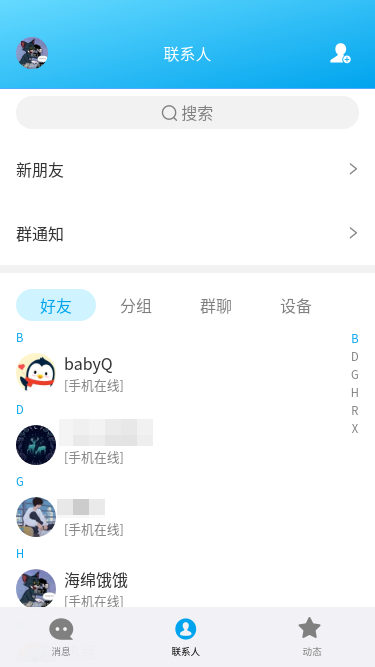 联系人
搜索
新朋友
群通知
好友 分组 群聊 设备
B
babyQ
[手机在线]
D
[手机在线]
G
[手机在线]
H
海绵饿饿
[手机在线]
B
D
G
H
R
X
消息 联系人 动态